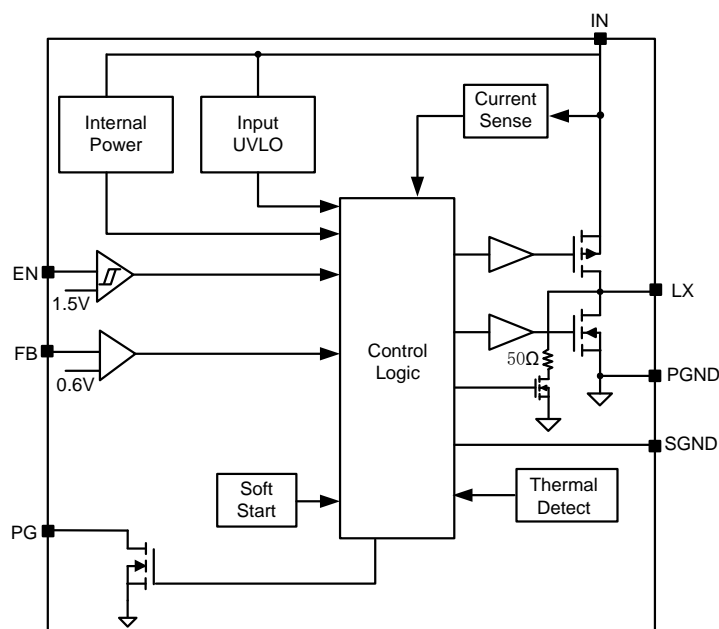 IN
Internal
Power
Input
UVLO
Current
Sense
EN
1.5V
LX
FB
0.6V
Control
Logic
50Ω
PGND
SGND
Soft
Start
Thermal
Detect
PG